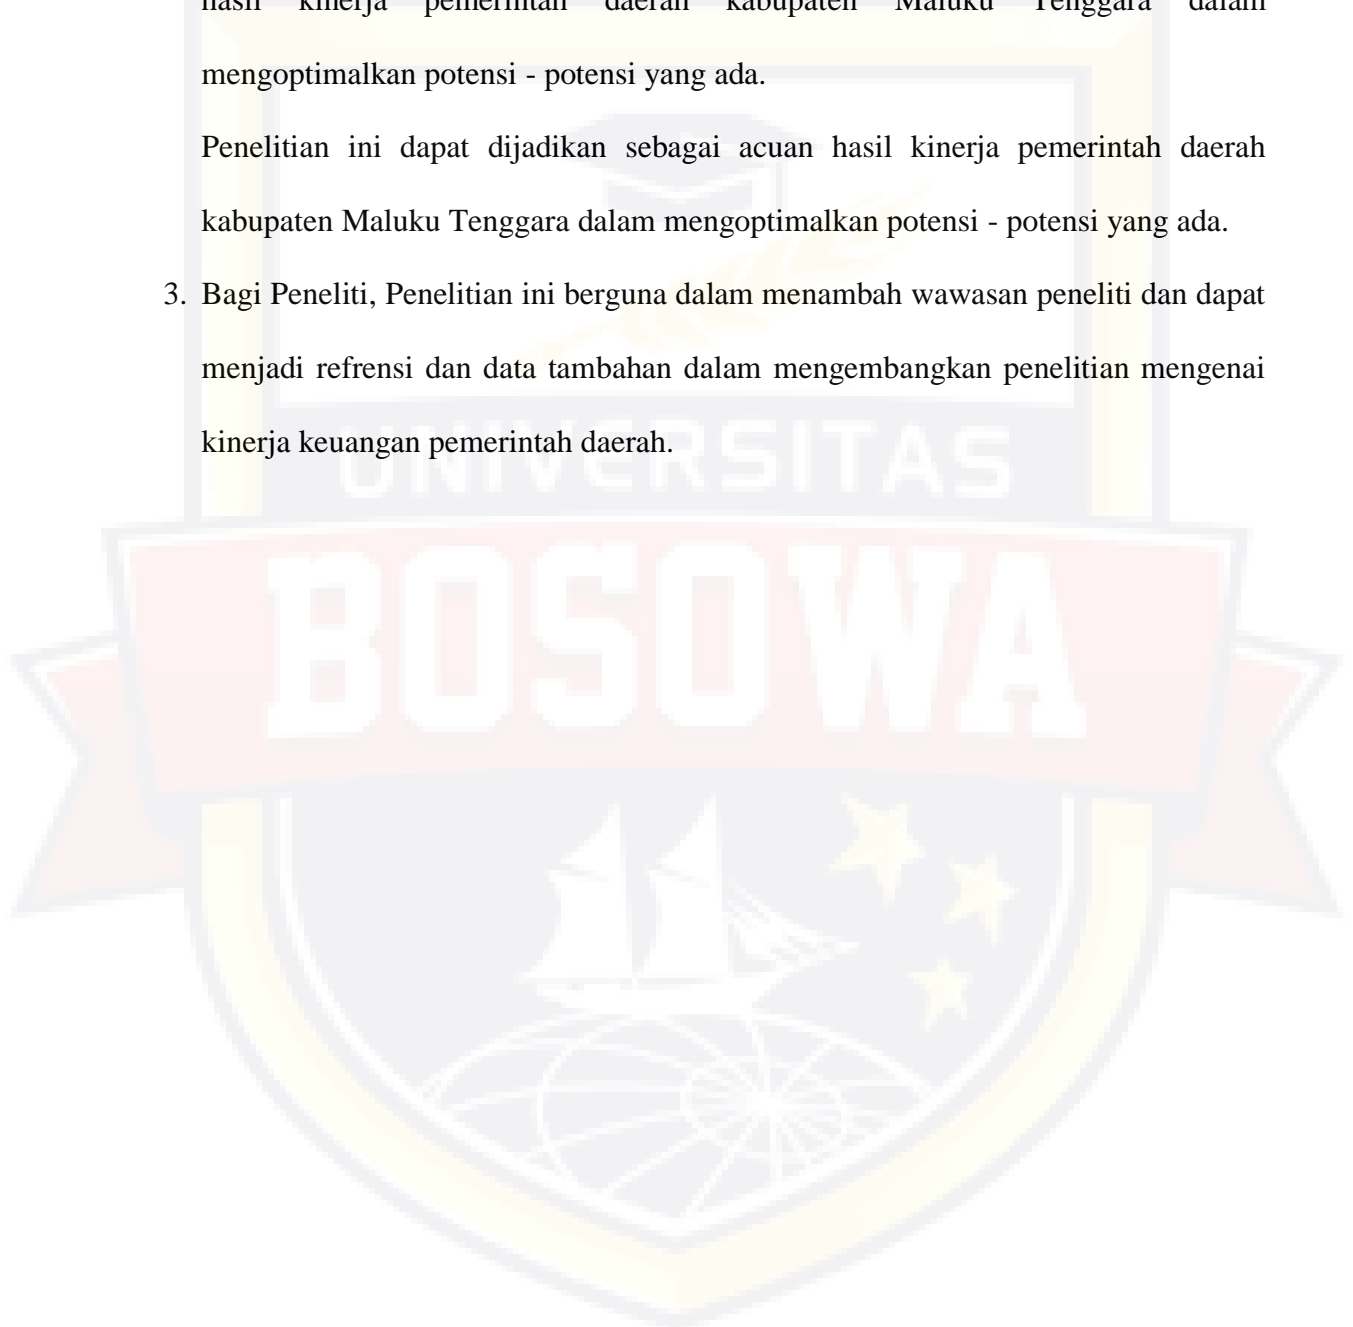 hasil kinerja pemerintah daerah kabupaten Maluku Tenggara dalam
mengoptimalkan potensi - potensi yang ada.
Penelitian ini dapat dijadikan sebagai acuan hasil kinerja pemerintah daerah
kabupaten Maluku Tenggara dalam mengoptimalkan potensi - potensi yang ada.
3. Bagi Peneliti, Penelitian ini berguna dalam menambah wawasan peneliti dan dapat
menjadi refrensi dan data tambahan dalam mengembangkan penelitian mengenai
kinerja keuangan pemerintah daerah.
UNIVERSITAS
BOSOWA